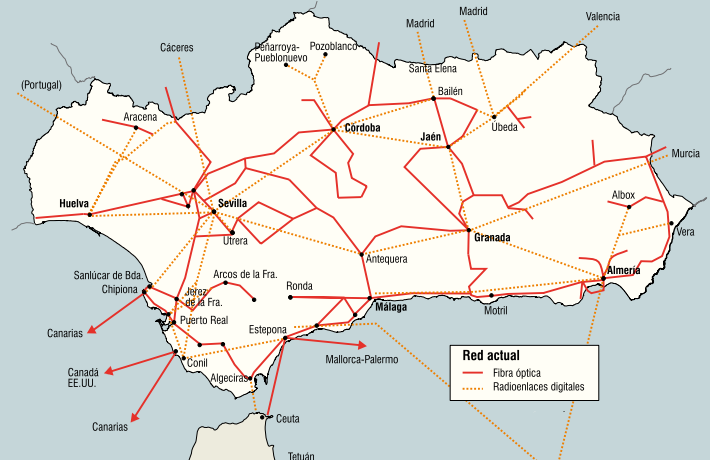 Madrid
Madrid
Valencia
Cáceres
Peñarroya-
Pueblonuevo
Pozoblanco
Santa Elena
(Portugal)
Bailén
Aracena
Córdoba
Úbeda
Jaén
Murcia
Huelva
Sevilla
Albox
Utrera
Granada
Vera
Antequera
Sanlúcar de Bda.
Chipiona
Arcos de la Fra.
Almería
Jerez
de la Fra.
Ronda
Málaga
Motril
Puerto Real
Canarias
Estepona
Mallorca-Palermo
Canadá
EE.UU.
Conil
Algeciras
Canarias
Ceuta
Tetuán
Red actual
Fibra óptica
Radioenlaces digitales